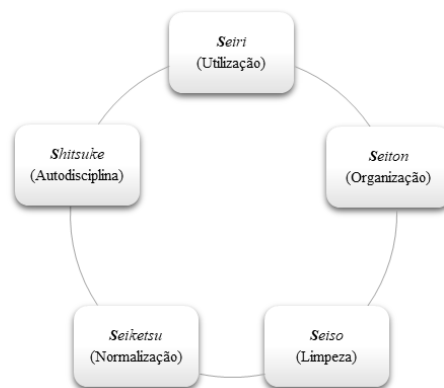 Seiri
(Utilização)
Seiton
(Organização)
Seiso
(Limpeza)
Seiketsu
(Normalização)
Shitsuke
(Autodisciplina)